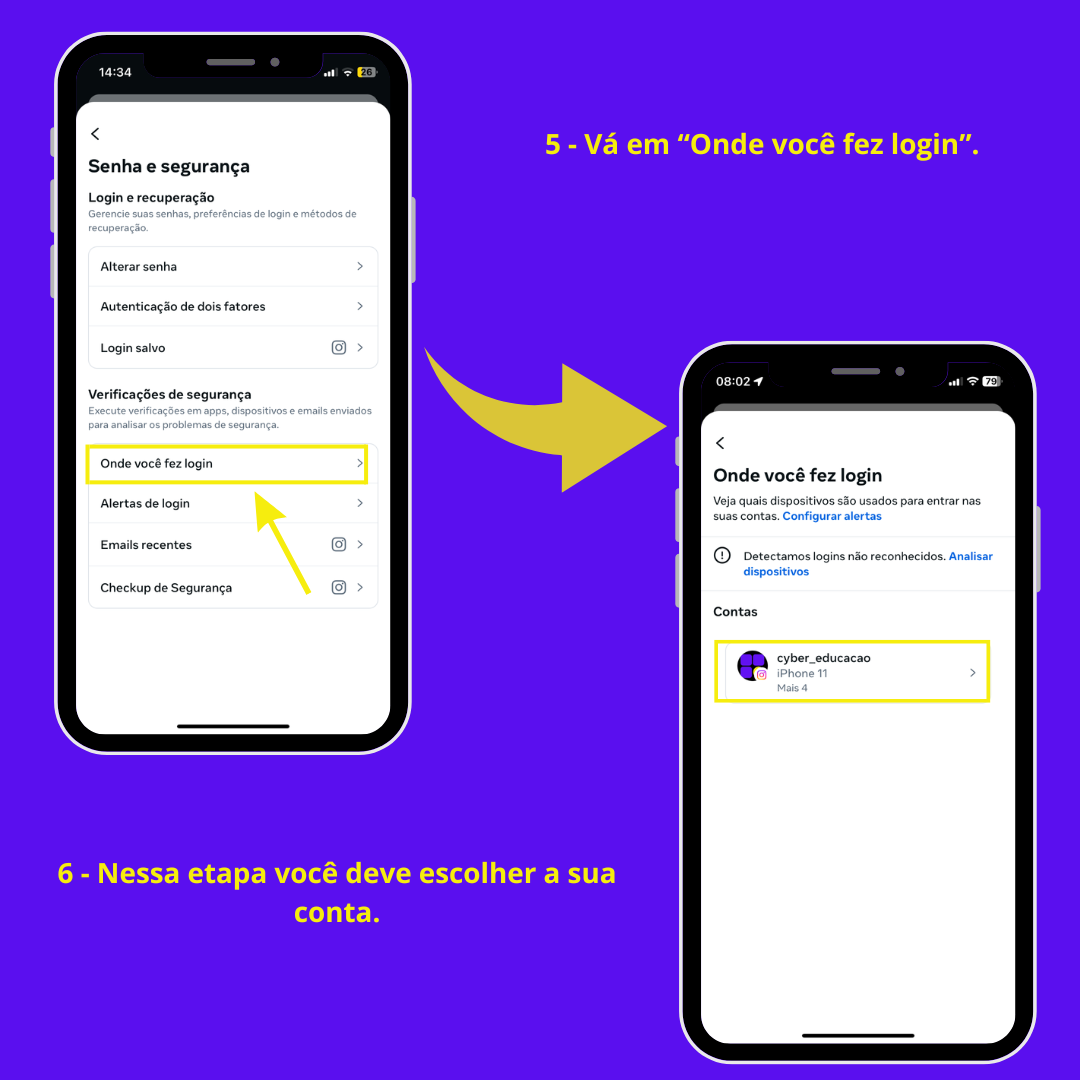 14:34
26
Senha e segurança
Login e recuperação
Gerencie suas senhas, preferências de login e métodos de
recuperação.
Alterar senha
Autenticação de dois fatores
Login salvo
Verificações de segurança
Execute verificações em apps, dispositivos e emails enviados
para analisar os problemas de segurança.
Onde você fez login
Alertas de login
Emails recentes
Checkup de Segurança
5 - Vá em “Onde você fez login”.
08:02
79
Onde você fez login
Veja quais dispositivos são usados para entrar nas
suas contas. Configurar alertas
Detectamos logins não reconhecidos. Analisar
dispositivos
Contas
cyber_educacao
iPhone 11
Mais 4
6 - Nessa etapa você deve escolher a sua
conta.